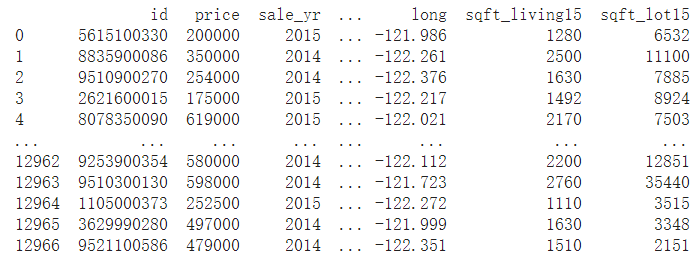 id price sale_yr ... long sqft_living15 sqft_lot15
0 5615100330 200000 2015 ... -121.986 1280 6532
1 8835900086 350000 2014 ... -122.261 2500 11100
2 9510900270 254000 2014 ... -122.376 1630 7885
3 2621600015 175000 2015 ... -122.217 1492 8924
4 8078350090 619000 2015 ... -122.021 2170 7503
... ... ... ... ... ... ... ...
12962 9253900354 580000 2014 ... -122.112 2200 12851
12963 9510300130 598000 2014 ... -121.723 2760 35440
12964 1105000373 252500 2015 ... -122.272 1110 3515
12965 3629990280 497000 2014 ... -121.999 1630 3348
12966 9521100586 479000 2014 ... -122.351 1510 2151